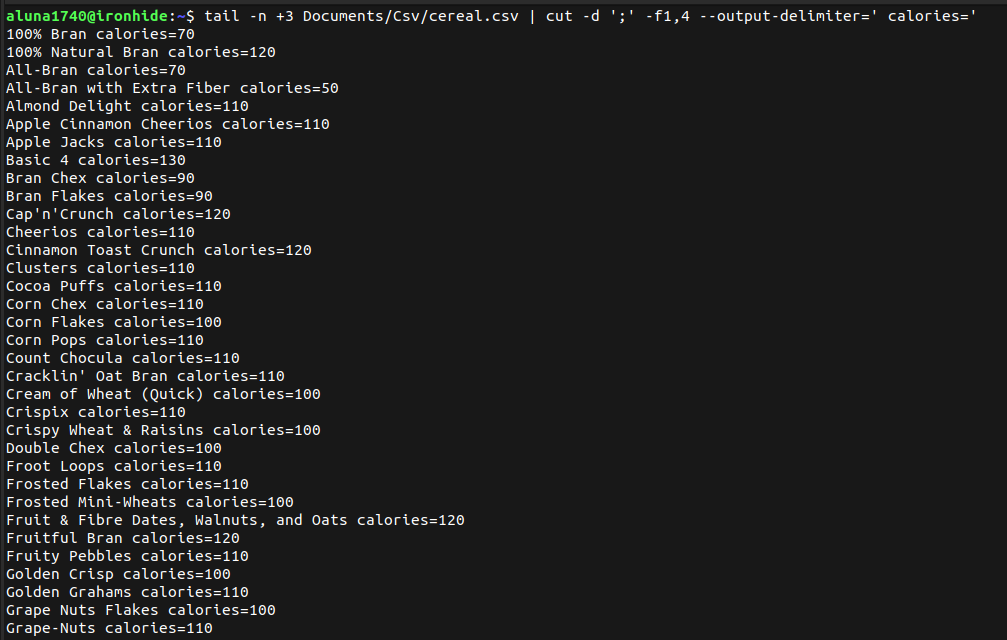 aluna1740@ironhide:~$ tail -n +3 Documents/Csv/cereal.csv | cut -d ';' -f1,4 --output-delimiter=' calories='
100% Bran calories=70
100% Natural Bran calories=120
All-Bran calories=70
All-Bran with Extra Fiber calories=50
Almond Delight calories=110
Apple Cinnamon Cheerios calories=110
Apple Jacks calories=110
Basic 4 calories=130
Bran Chex calories=90
Bran Flakes calories=90
Cap'n'Crunch calories=120
Cheerios calories=110
Cinnamon Toast Crunch calories=120
Clusters calories=110
Cocoa Puffs calories=110
Corn Chex calories=110
Corn Flakes calories=100
Corn Pops calories=110
Count Chocula calories=110
Cracklin' Oat Bran calories=110
Cream of Wheat (Quick) calories=100
Crispix calories=110
Crispy Wheat & Raisins calories=100
Double Chex calories=100
Froot Loops calories=110
Frosted Flakes calories=110
Frosted Mini-Wheats calories=100
Fruit & Fibre Dates, Walnuts, and Oats calories=120
Fruitful Bran calories=120
Fruity Pebbles calories=110
Golden Crisp calories=100
Golden Grahams calories=110
Grape Nuts Flakes calories=100
Grape-Nuts calories=110